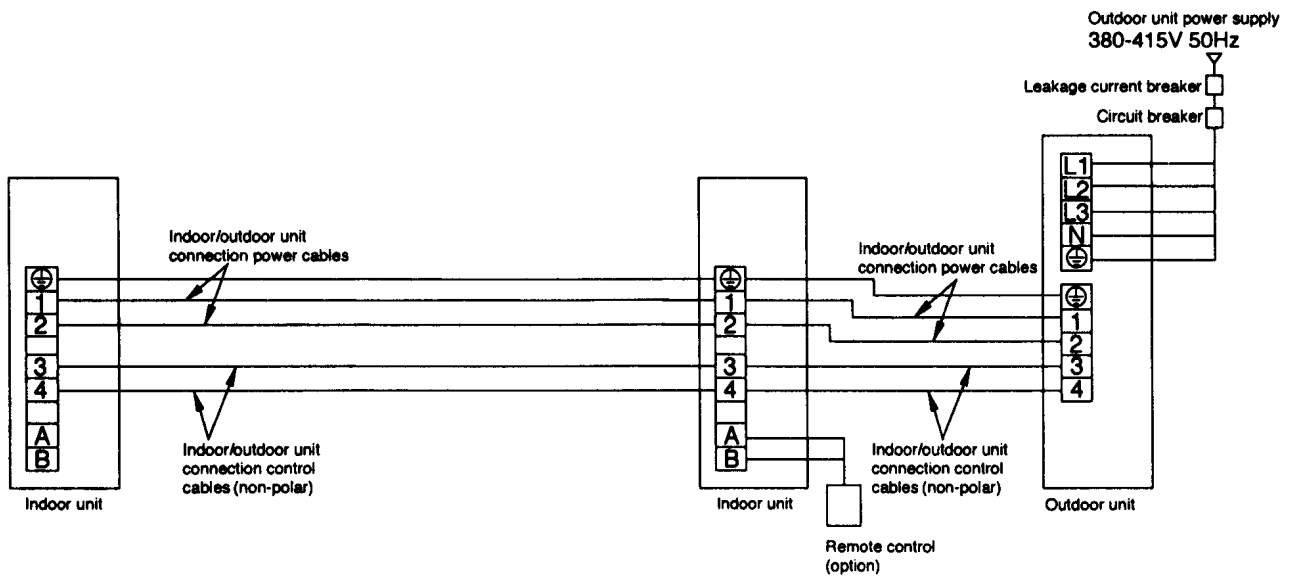 Outdoor unit power supply
380-415V 50Hz
Leakage current breaker
Circuit breaker
L1
L2
L3
N
Indoor/outdoor unit
connection power cables
Indoor/outdoor unit
connection power cables
1
2
3
4
A
B
1
2
3
4
A
B
1
2
3
4
Indoor/outdoor unit
connection control
cables (non-polar)
Indoor/outdoor unit
connection control
cables (non-polar)
Indoor unit
Indoor unit
Outdoor unit
Remote control
(option)